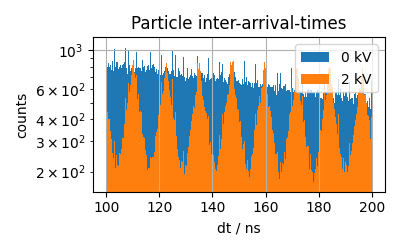 Particle inter-arrival-times
0 kV
2 kV
counts
10³
6 × 10²
4 × 10²
3 × 10²
2 × 10²
100 120 140 160 180 200
dt / ns